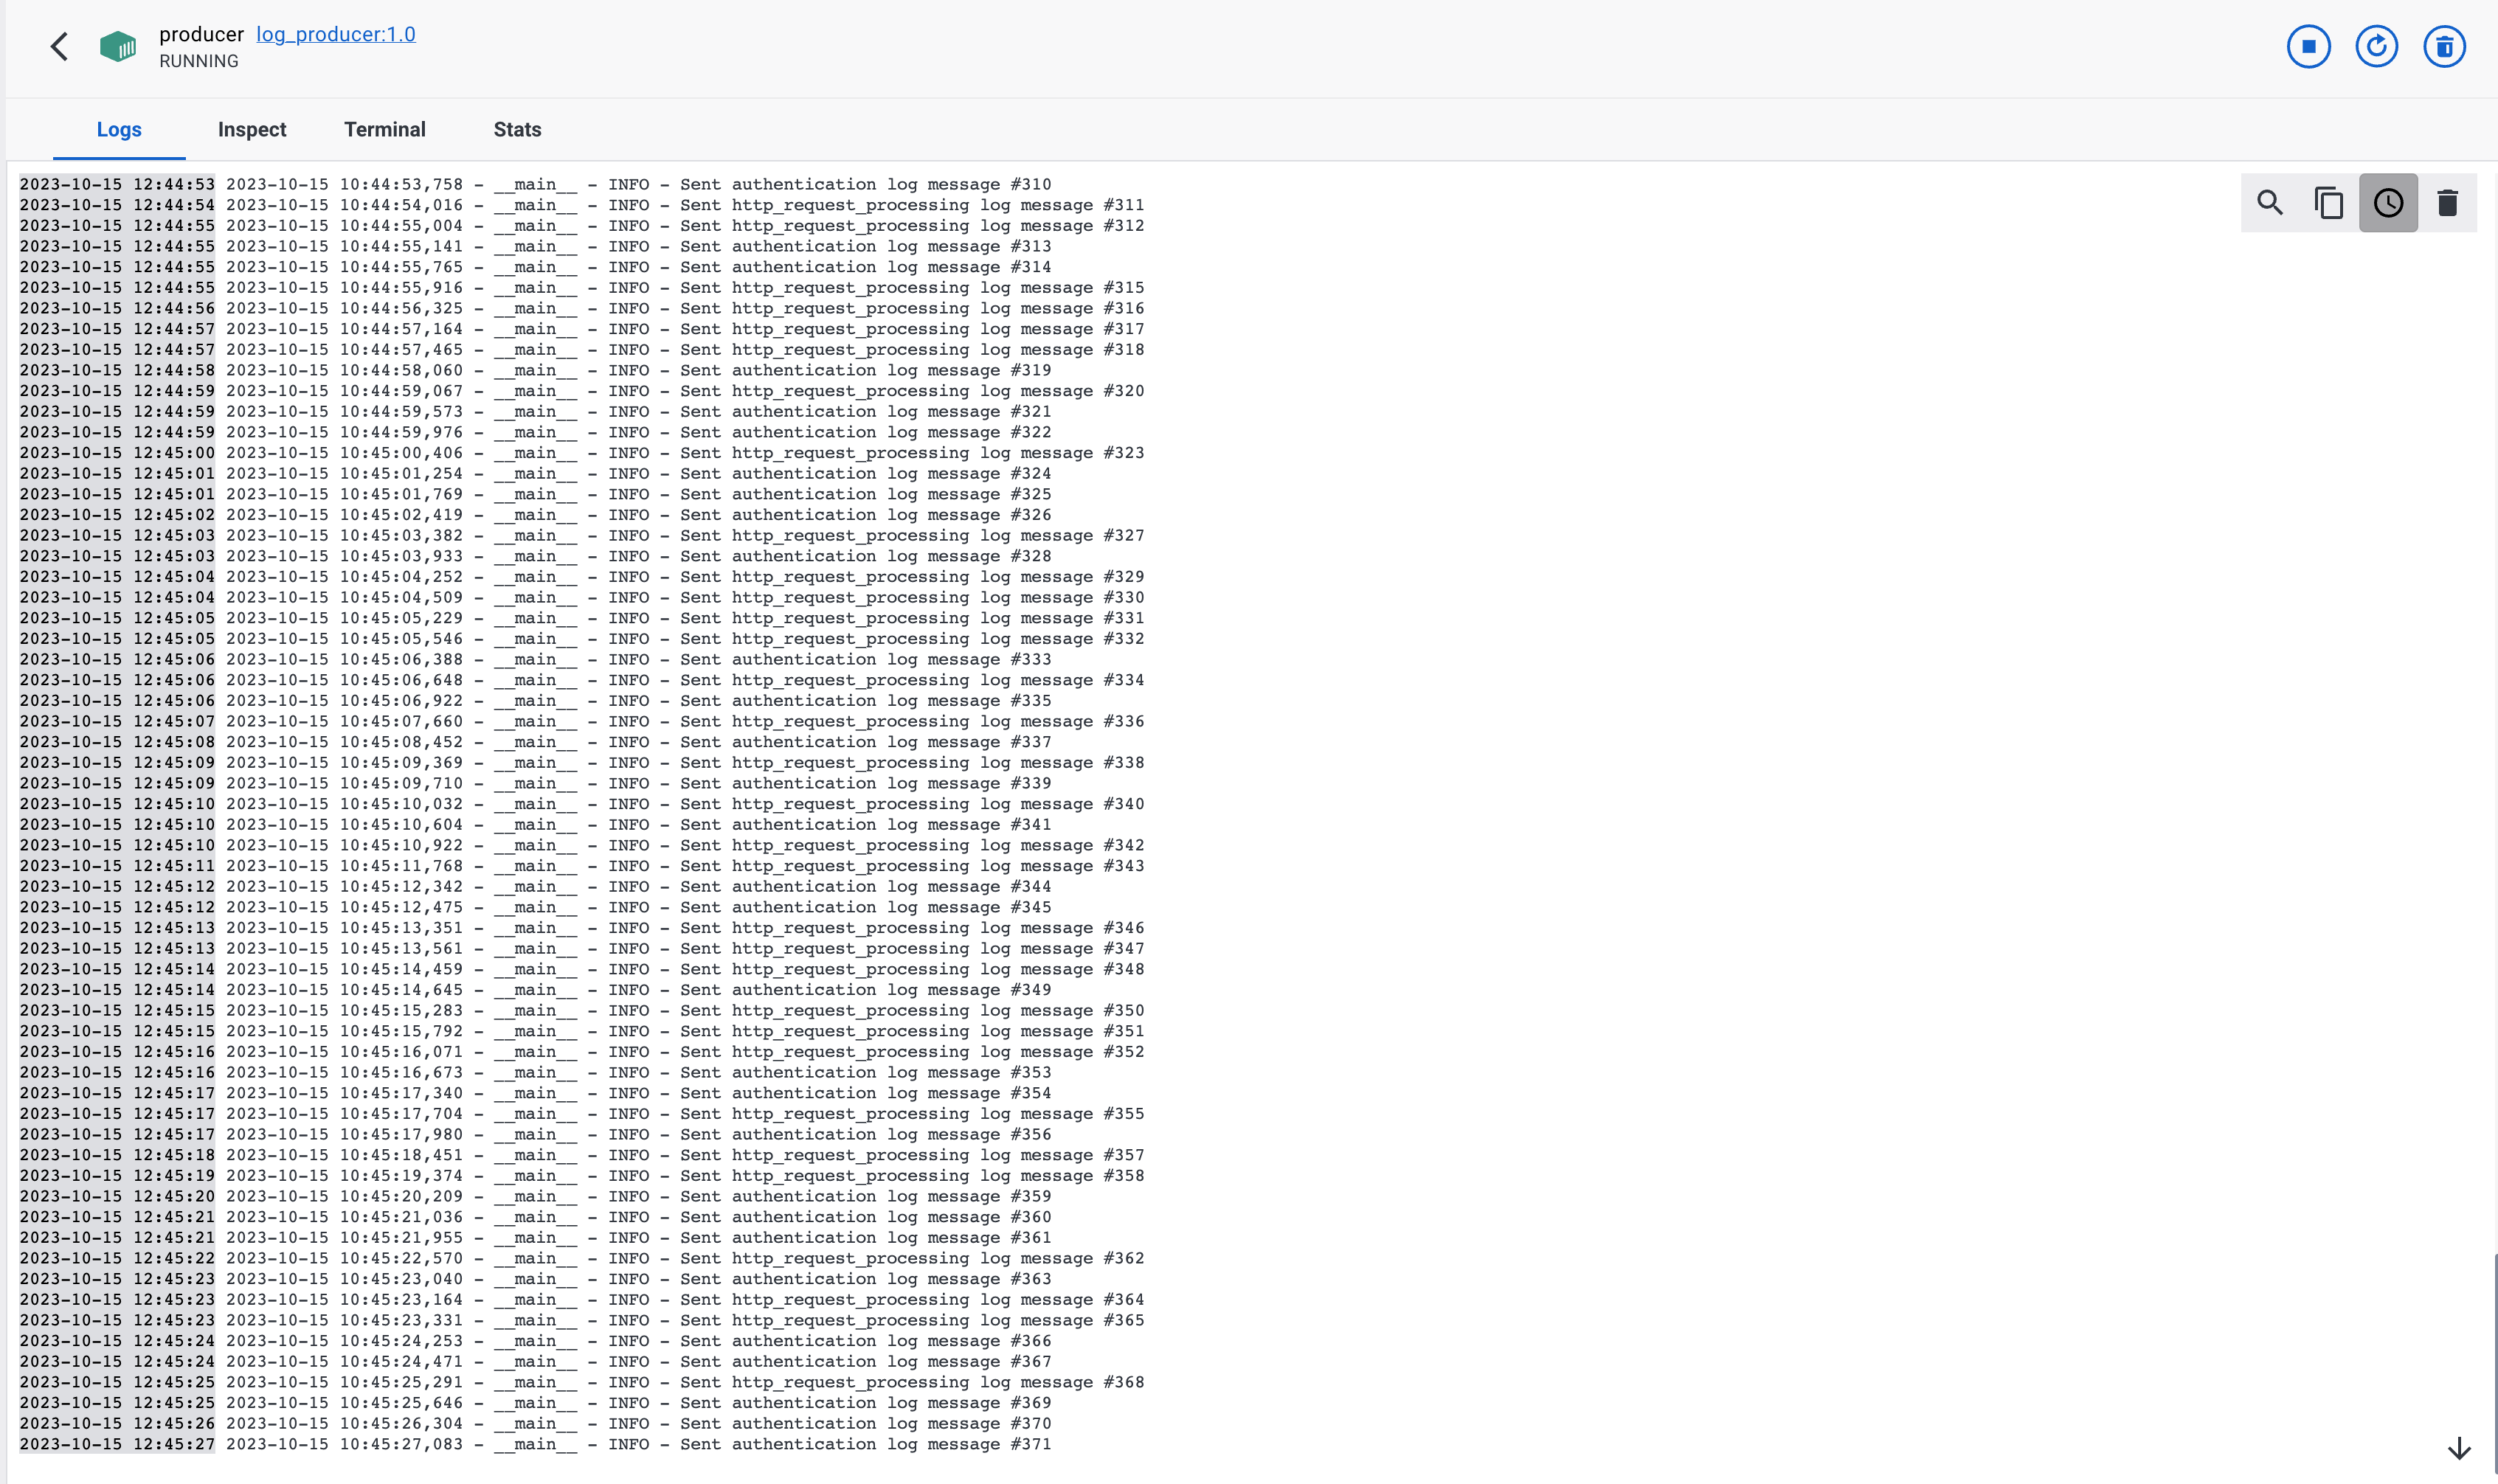 producer log_producer:1.0
RUNNING
Logs Inspect Terminal Stats
2023-10-15 12:44:53 2023-10-15 10:44:53,758 - __main__ - INFO - Sent authentication log message #310
2023-10-15 12:44:54 2023-10-15 10:44:54,016 - __main__ - INFO - Sent http_request_processing log message #311
2023-10-15 12:44:55 2023-10-15 10:44:55,004 - __main__ - INFO - Sent http_request_processing log message #312
2023-10-15 12:44:55 2023-10-15 10:44:55,141 - __main__ - INFO - Sent authentication log message #313
2023-10-15 12:44:55 2023-10-15 10:44:55,765 - __main__ - INFO - Sent authentication log message #314
2023-10-15 12:44:55 2023-10-15 10:44:55,916 - __main__ - INFO - Sent http_request_processing log message #315
2023-10-15 12:44:56 2023-10-15 10:44:56,325 - __main__ - INFO - Sent http_request_processing log message #316
2023-10-15 12:44:57 2023-10-15 10:44:57,164 - __main__ - INFO - Sent http_request_processing log message #317
2023-10-15 12:44:57 2023-10-15 10:44:57,465 - __main__ - INFO - Sent http_request_processing log message #318
2023-10-15 12:44:58 2023-10-15 10:44:58,060 - __main__ - INFO - Sent authentication log message #319
2023-10-15 12:44:59 2023-10-15 10:44:59,067 - __main__ - INFO - Sent http_request_processing log message #320
2023-10-15 12:44:59 2023-10-15 10:44:59,573 - __main__ - INFO - Sent authentication log message #321
2023-10-15 12:44:59 2023-10-15 10:44:59,976 - __main__ - INFO - Sent authentication log message #322
2023-10-15 12:45:00 2023-10-15 10:45:00,406 - __main__ - INFO - Sent http_request_processing log message #323
2023-10-15 12:45:01 2023-10-15 10:45:01,254 - __main__ - INFO - Sent authentication log message #324
2023-10-15 12:45:01 2023-10-15 10:45:01,769 - __main__ - INFO - Sent authentication log message #325
2023-10-15 12:45:02 2023-10-15 10:45:02,419 - __main__ - INFO - Sent authentication log message #326
2023-10-15 12:45:03 2023-10-15 10:45:03,382 - __main__ - INFO - Sent http_request_processing log message #327
2023-10-15 12:45:03 2023-10-15 10:45:03,933 - __main__ - INFO - Sent authentication log message #328
2023-10-15 12:45:04 2023-10-15 10:45:04,252 - __main__ - INFO - Sent http_request_processing log message #329
2023-10-15 12:45:04 2023-10-15 10:45:04,509 - __main__ - INFO - Sent http_request_processing log message #330
2023-10-15 12:45:05 2023-10-15 10:45:05,229 - __main__ - INFO - Sent http_request_processing log message #331
2023-10-15 12:45:05 2023-10-15 10:45:05,546 - __main__ - INFO - Sent http_request_processing log message #332
2023-10-15 12:45:06 2023-10-15 10:45:06,388 - __main__ - INFO - Sent authentication log message #333
2023-10-15 12:45:06 2023-10-15 10:45:06,648 - __main__ - INFO - Sent http_request_processing log message #334
2023-10-15 12:45:06 2023-10-15 10:45:06,922 - __main__ - INFO - Sent authentication log message #335
2023-10-15 12:45:07 2023-10-15 10:45:07,660 - __main__ - INFO - Sent http_request_processing log message #336
2023-10-15 12:45:08 2023-10-15 10:45:08,452 - __main__ - INFO - Sent authentication log message #337
2023-10-15 12:45:09 2023-10-15 10:45:09,369 - __main__ - INFO - Sent http_request_processing log message #338
2023-10-15 12:45:09 2023-10-15 10:45:09,710 - __main__ - INFO - Sent authentication log message #339
2023-10-15 12:45:10 2023-10-15 10:45:10,032 - __main__ - INFO - Sent http_request_processing log message #340
2023-10-15 12:45:10 2023-10-15 10:45:10,604 - __main__ - INFO - Sent authentication log message #341
2023-10-15 12:45:10 2023-10-15 10:45:10,922 - __main__ - INFO - Sent http_request_processing log message #342
2023-10-15 12:45:11 2023-10-15 10:45:11,768 - __main__ - INFO - Sent http_request_processing log message #343
2023-10-15 12:45:12 2023-10-15 10:45:12,342 - __main__ - INFO - Sent authentication log message #344
2023-10-15 12:45:12 2023-10-15 10:45:12,475 - __main__ - INFO - Sent authentication log message #345
2023-10-15 12:45:13 2023-10-15 10:45:13,351 - __main__ - INFO - Sent http_request_processing log message #346
2023-10-15 12:45:13 2023-10-15 10:45:13,561 - __main__ - INFO - Sent http_request_processing log message #347
2023-10-15 12:45:14 2023-10-15 10:45:14,459 - __main__ - INFO - Sent http_request_processing log message #348
2023-10-15 12:45:14 2023-10-15 10:45:14,645 - __main__ - INFO - Sent authentication log message #349
2023-10-15 12:45:15 2023-10-15 10:45:15,283 - __main__ - INFO - Sent http_request_processing log message #350
2023-10-15 12:45:15 2023-10-15 10:45:15,792 - __main__ - INFO - Sent http_request_processing log message #351
2023-10-15 12:45:16 2023-10-15 10:45:16,071 - __main__ - INFO - Sent http_request_processing log message #352
2023-10-15 12:45:16 2023-10-15 10:45:16,673 - __main__ - INFO - Sent authentication log message #353
2023-10-15 12:45:17 2023-10-15 10:45:17,340 - __main__ - INFO - Sent authentication log message #354
2023-10-15 12:45:17 2023-10-15 10:45:17,704 - __main__ - INFO - Sent http_request_processing log message #355
2023-10-15 12:45:17 2023-10-15 10:45:17,980 - __main__ - INFO - Sent authentication log message #356
2023-10-15 12:45:18 2023-10-15 10:45:18,451 - __main__ - INFO - Sent http_request_processing log message #357
2023-10-15 12:45:19 2023-10-15 10:45:19,374 - __main__ - INFO - Sent http_request_processing log message #358
2023-10-15 12:45:20 2023-10-15 10:45:20,209 - __main__ - INFO - Sent authentication log message #359
2023-10-15 12:45:21 2023-10-15 10:45:21,036 - __main__ - INFO - Sent authentication log message #360
2023-10-15 12:45:21 2023-10-15 10:45:21,955 - __main__ - INFO - Sent authentication log message #361
2023-10-15 12:45:22 2023-10-15 10:45:22,570 - __main__ - INFO - Sent http_request_processing log message #362
2023-10-15 12:45:23 2023-10-15 10:45:23,040 - __main__ - INFO - Sent authentication log message #363
2023-10-15 12:45:23 2023-10-15 10:45:23,164 - __main__ - INFO - Sent http_request_processing log message #364
2023-10-15 12:45:23 2023-10-15 10:45:23,331 - __main__ - INFO - Sent http_request_processing log message #365
2023-10-15 12:45:24 2023-10-15 10:45:24,253 - __main__ - INFO - Sent authentication log message #366
2023-10-15 12:45:24 2023-10-15 10:45:24,471 - __main__ - INFO - Sent authentication log message #367
2023-10-15 12:45:25 2023-10-15 10:45:25,291 - __main__ - INFO - Sent http_request_processing log message #368
2023-10-15 12:45:25 2023-10-15 10:45:25,646 - __main__ - INFO - Sent authentication log message #369
2023-10-15 12:45:26 2023-10-15 10:45:26,304 - __main__ - INFO - Sent authentication log message #370
2023-10-15 12:45:27 2023-10-15 10:45:27,083 - __main__ - INFO - Sent authentication log message #371